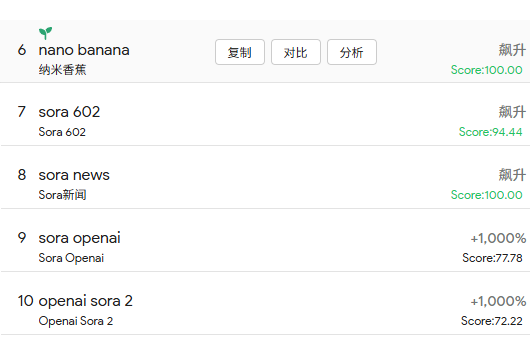 6 nano banana 复制 对比 分析 飙升
纳米香蕉 Score:100.00
7 sora 602 飙升
Sora 602 Score:94.44
8 sora news 飙升
Sora新闻 Score:100.00
9 sora openai +1,000%
Sora Openai Score:77.78
10 openai sora 2 +1,000%
Openai Sora 2 Score:72.22